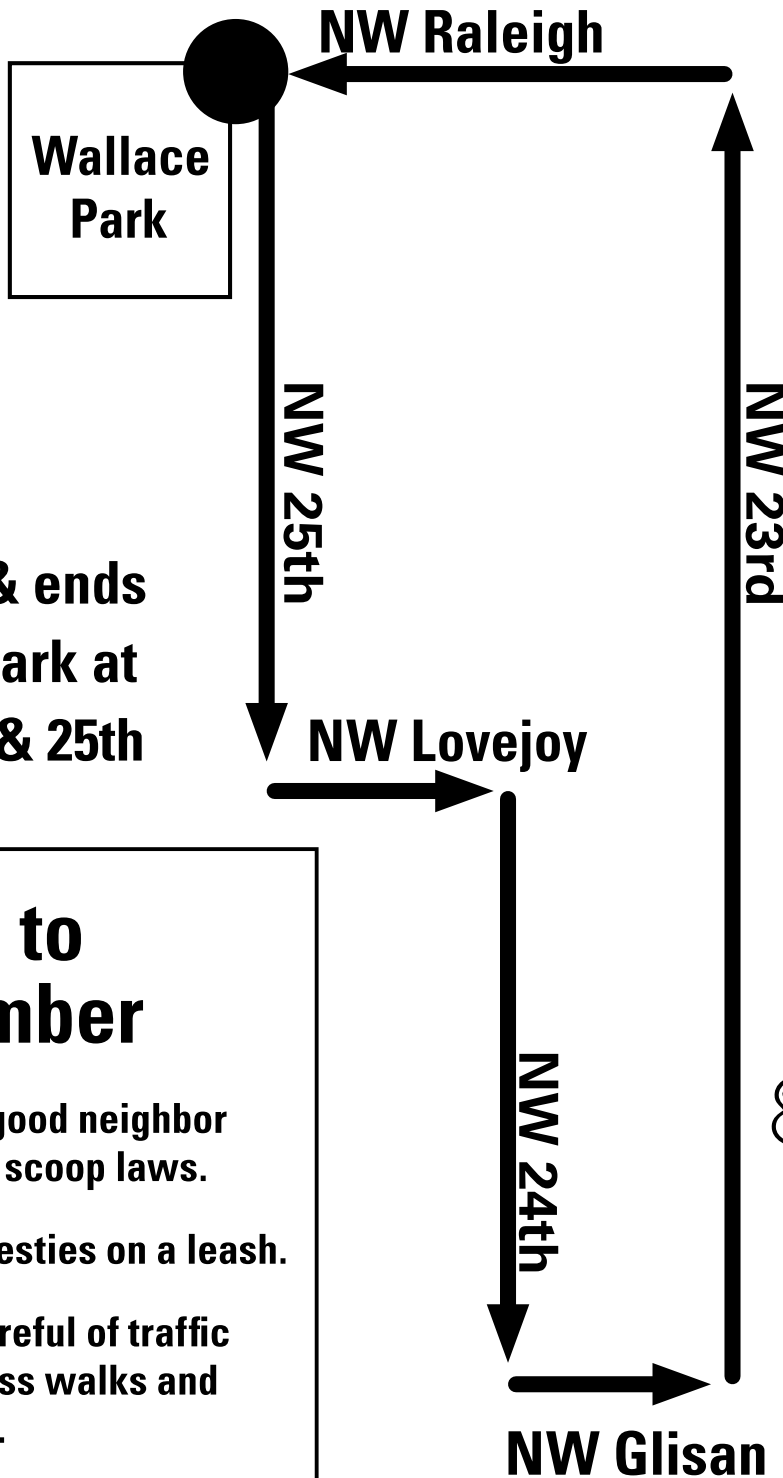 NW Raleigh
Wallace
Park
NW 25th
NW 23rd
& ends
ark at
& 25th
NW Lovejoy
to
mber
good neighbor
scoop laws.
esties on a leash.
reful of traffic
ss walks and
NW 24th
NW Glisan